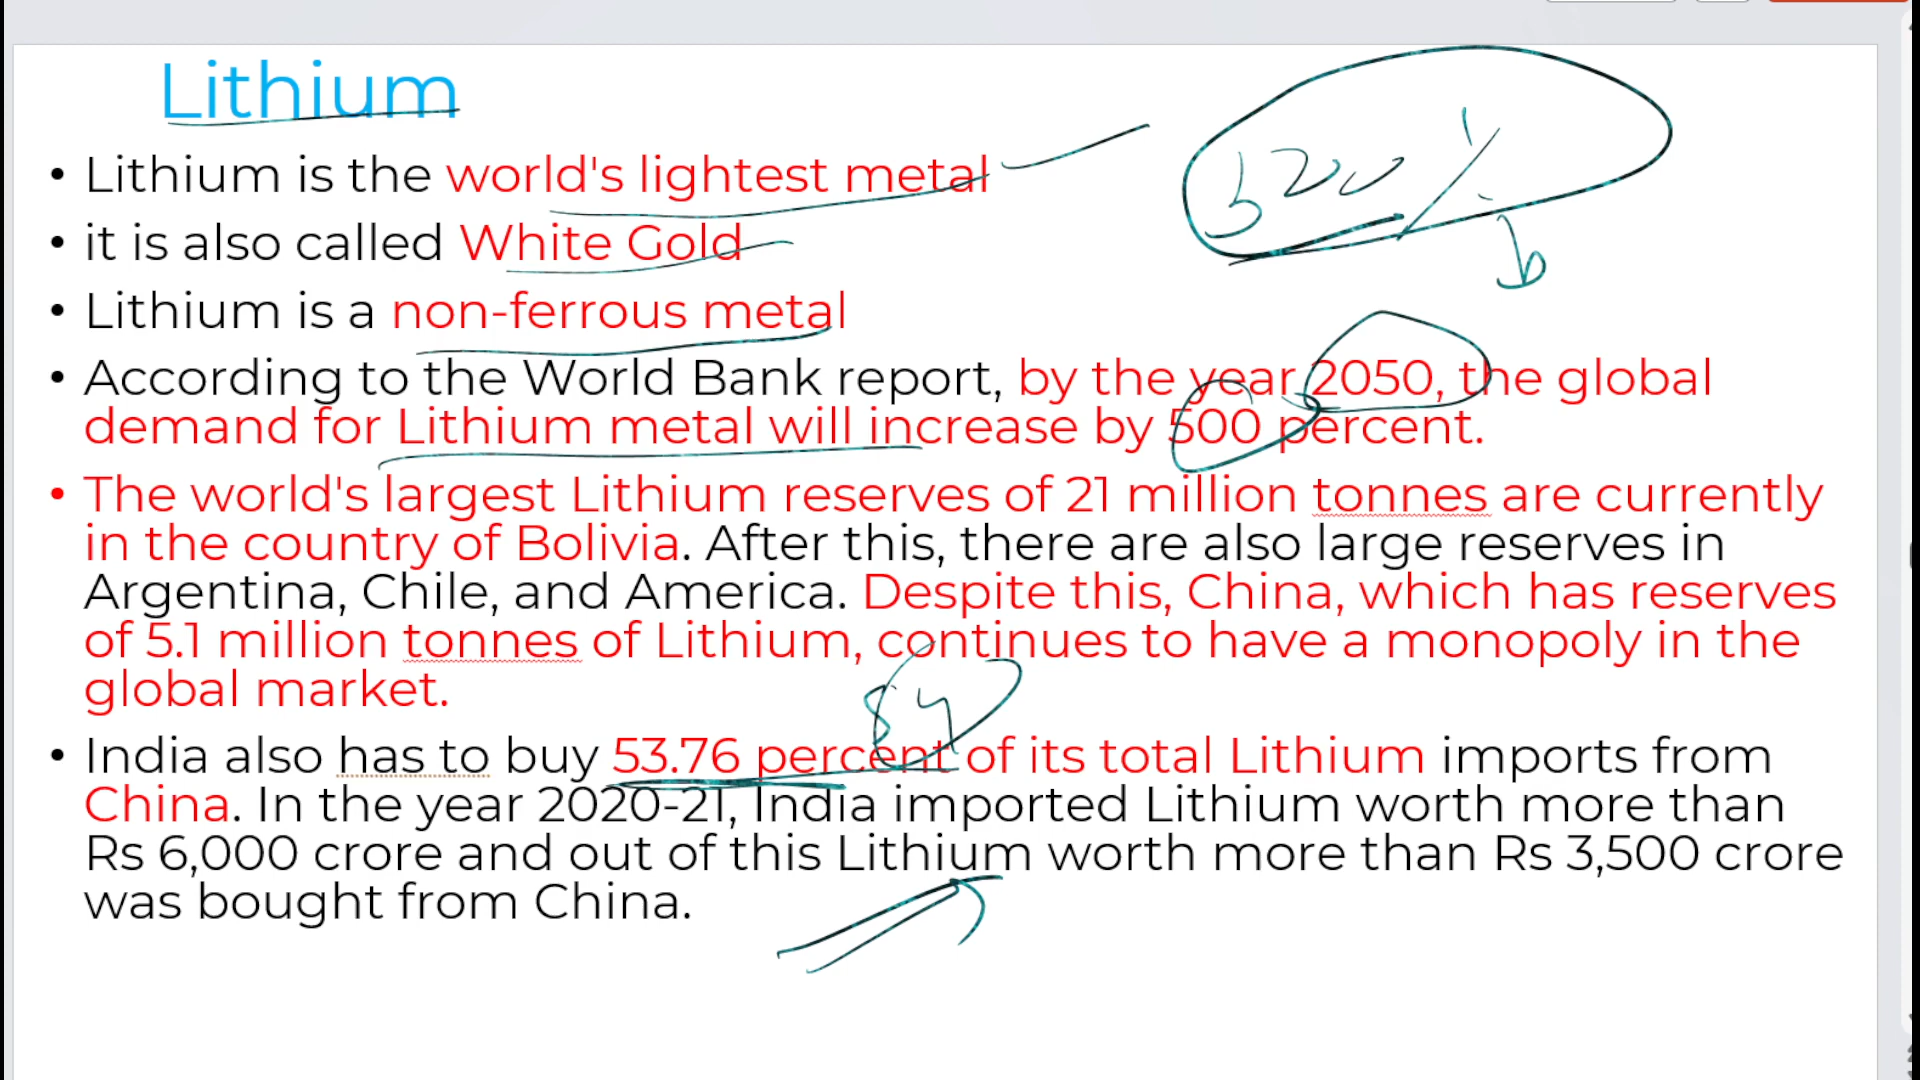 Lithium
• Lithium is the world's lightest metal
• it is also called White Gold
• Lithium is a non-ferrous metal
• According to the World Bank report, by the year 2050, the global
demand for Lithium metal will increase by 500 percent.
• The world's largest Lithium reserves of 21 million tonnes are currently
in the country of Bolivia. After this, there are also large reserves in
Argentina, Chile, and America. Despite this, China, which has reserves
of 5.1 million tonnes of Lithium, continues to have a monopoly in the
global market.
• India also has to buy 53.76 percent of its total Lithium imports from
China. In the year 2020-21, India imported Lithium worth more than
Rs 6,000 crore and out of this Lithium worth more than Rs 3,500 crore
was bought from China.
500 %